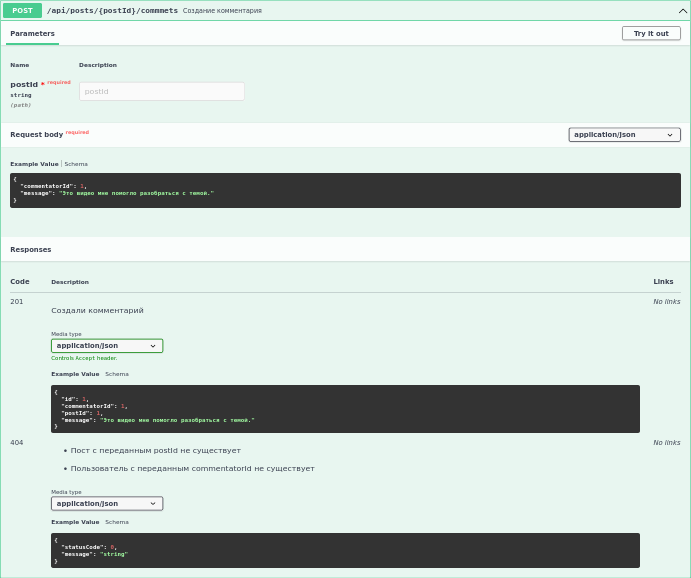 POST /api/posts/{postId}/commnets Создание комментария
Parameters Try it out
Name Description
postId * required
string
(path)
postId
Request body required application/json
Example Value Schema
{
"commentatorId": 1,
"message": "Это видео мне помогло разобраться с темой."
}
Responses
Code Description Links
201 No links
Создали комментарий
Media type
application/json
Controls Accept header.
Example Value Schema
{
"id": 1,
"commentatorId": 1,
"postId": 1,
"message": "Это видео мне помогло разобраться с темой."
}
404 No links
• Пост с переданным postId не существует
• Пользователь с переданным commentatorId не существует
Media type
application/json
Example Value Schema
{
"statusCode": 0,
"message": "string"
}